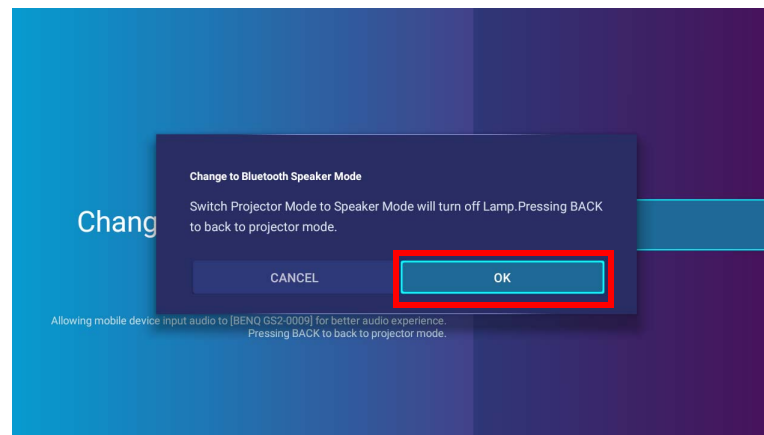 Change to Bluetooth Speaker Mode
Switch Projector Mode to Speaker Mode will turn off Lamp.Pressing BACK
to back to projector mode.
Chang
CANCEL
OK
Allowing mobile device input audio to [BENQ GS2-0009] for better audio experience.
Pressing BACK to back to projector mode.